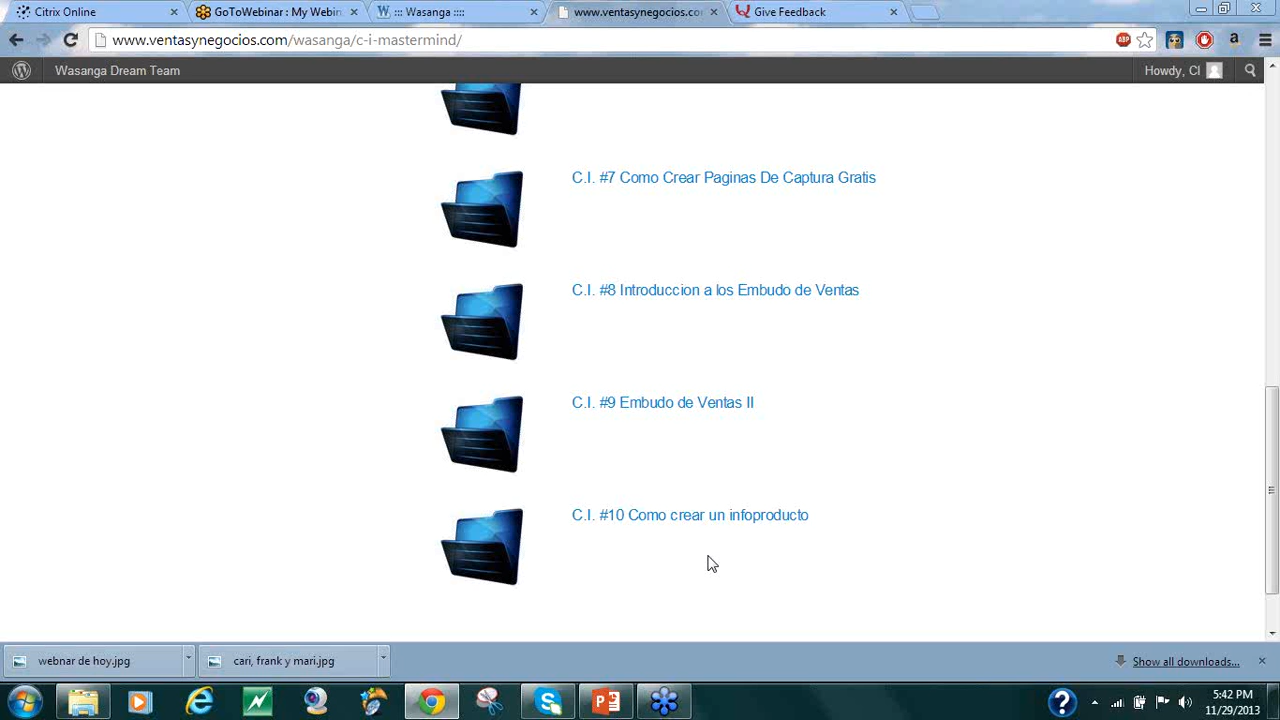 Citrix Online
GoToWebinar : My Webin
::: Wasanga ::::
www.ventasynegocios.co
Give Feedback
www.ventasynegocios.com/wasanga/c-i-mastermind/
Wasanga Dream Team
Howdy, CI
C.I. #7 Como Crear Paginas De Captura Gratis
C.I. #8 Introduccion a los Embudo de Ventas
C.I. #9 Embudo de Ventas II
C.I. #10 Como crear un infoproducto
webnar de hoy.jpg
cari, frank y mari.jpg
Show all downloads...
5:42 PM
11/29/2013